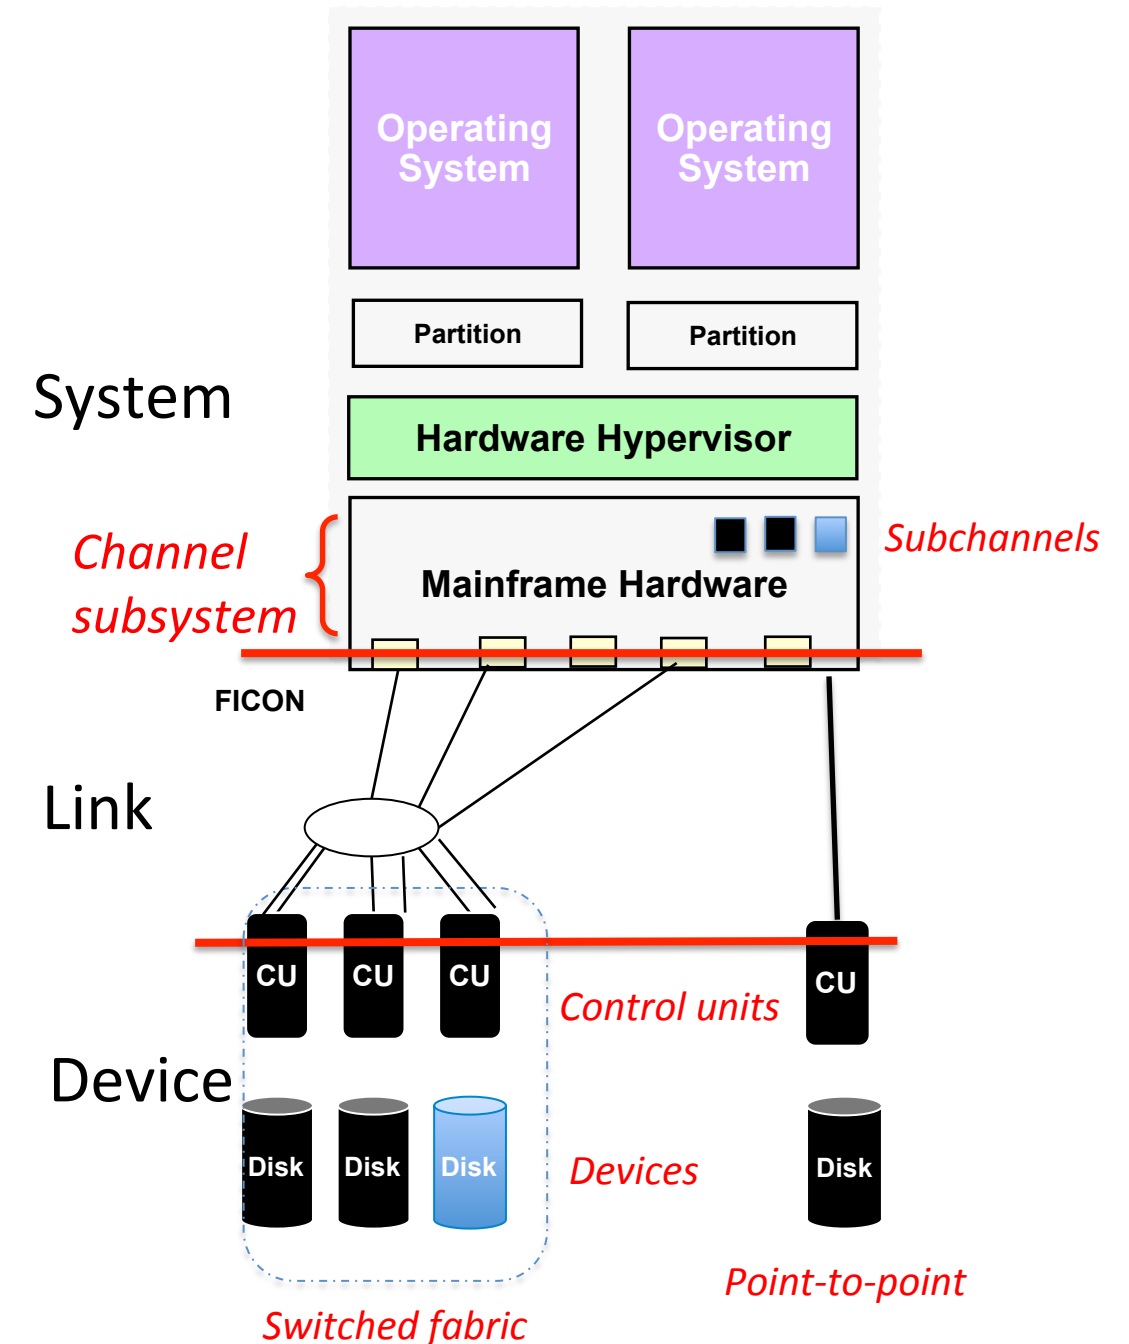 Operating
System
Operating
System
Partition
Partition
System
Hardware Hypervisor
Channel
subsystem
Subchannels
Mainframe Hardware
FICON
Link
CU
CU
CU
CU
Control units
Device
Disk
Disk
Disk
Devices
Disk
Point-to-point
Switched fabric